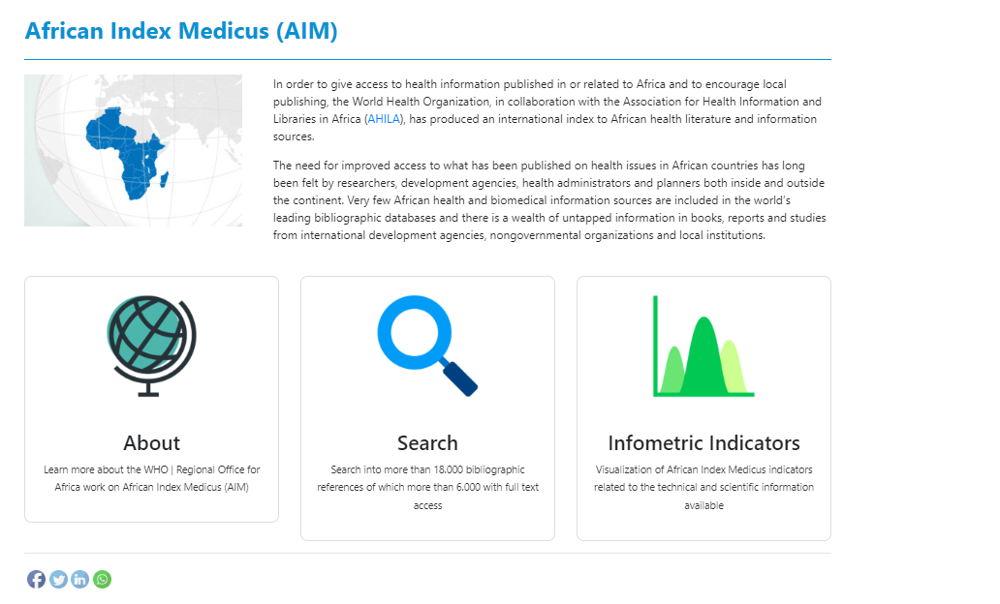 African Index Medicus (AIM)
In order to give access to health information published in or related to Africa and to encourage local
publishing, the World Health Organization, in collaboration with the Association for Health Information and
Libraries in Africa (AHILA), has produced an international index to African health literature and information
sources.
The need for improved access to what has been published on health issues in African countries has long
been felt by researchers, development agencies, health administrators and planners both inside and outside
the continent. Very few African health and biomedical information sources are included in the world's
leading bibliographic databases and there is a wealth of untapped information in books, reports and studies
from international development agencies, nongovernmental organizations and local institutions.
About
Learn more about the WHO | Regional Office for
Africa work on African Index Medicus (AIM)
Search
Search into more than 18.000 bibliographic
references of which more than 6.000 with full text
access
Infometric Indicators
Visualization of African Index Medicus indicators
related to the technical and scientific information
available